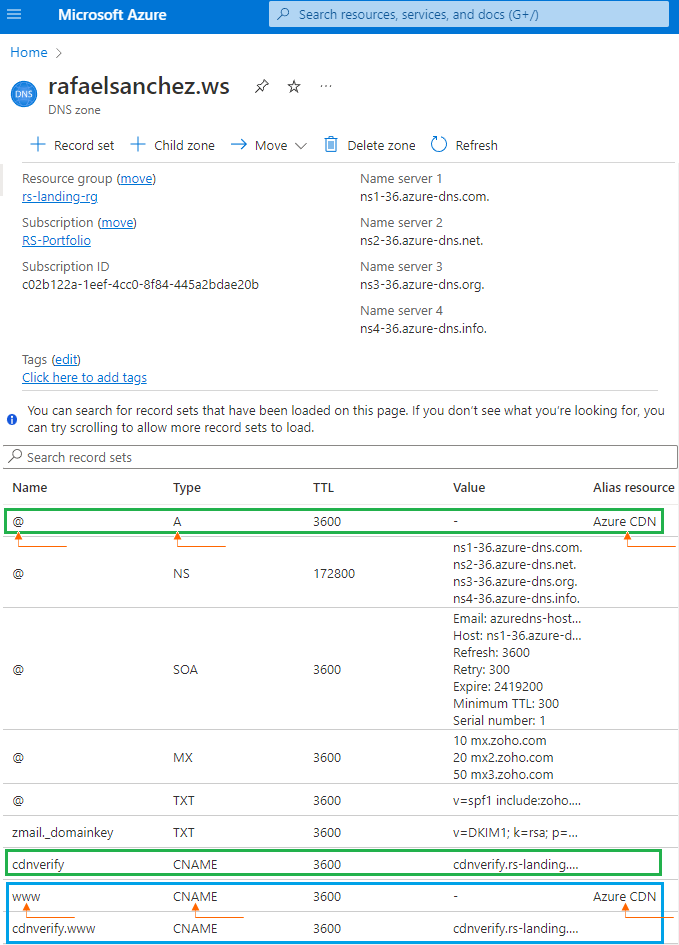 Microsoft Azure
Search resources, services, and docs (G+/)
Home
DNS
rafaelsanchez.ws
DNS zone
Record set
Child zone
Move
Delete zone
Refresh
Resource group (move)
rs-landing-rg
Subscription (move)
RS-Portfolio
Subscription ID
c02b122a-1eef-4cc0-8f84-445a2bdae20b
Name server 1
ns1-36.azure-dns.com.
Name server 2
ns2-36.azure-dns.net.
Name server 3
ns3-36.azure-dns.org.
Name server 4
ns4-36.azure-dns.info.
Tags (edit)
Click here to add tags
You can search for record sets that have been loaded on this page. If you don't see what you're looking for, you
can try scrolling to allow more record sets to load.
Search record sets
Name Type TTL Value Alias resource
@ A 3600 - Azure CDN
@ NS 172800 ns1-36.azure-dns.com.
ns2-36.azure-dns.net.
ns3-36.azure-dns.org.
ns4-36.azure-dns.info.
@ SOA 3600 Email: azuredns-host...
Host: ns1-36.azure-d...
Refresh: 3600
Retry: 300
Expire: 2419200
Minimum TTL: 300
Serial number: 1
@ MX 3600 10 mx.zoho.com
20 mx2.zoho.com
50 mx3.zoho.com
@ TXT 3600 v=spf1 include:zoho....
zmail._domainkey TXT 3600 v=DKIM1; k=rsa; p=...
cdnverify CNAME 3600 cdnverify.rs-landing....
www CNAME 3600 - Azure CDN
cdnverify.www CNAME 3600 cdnverify.rs-landing....